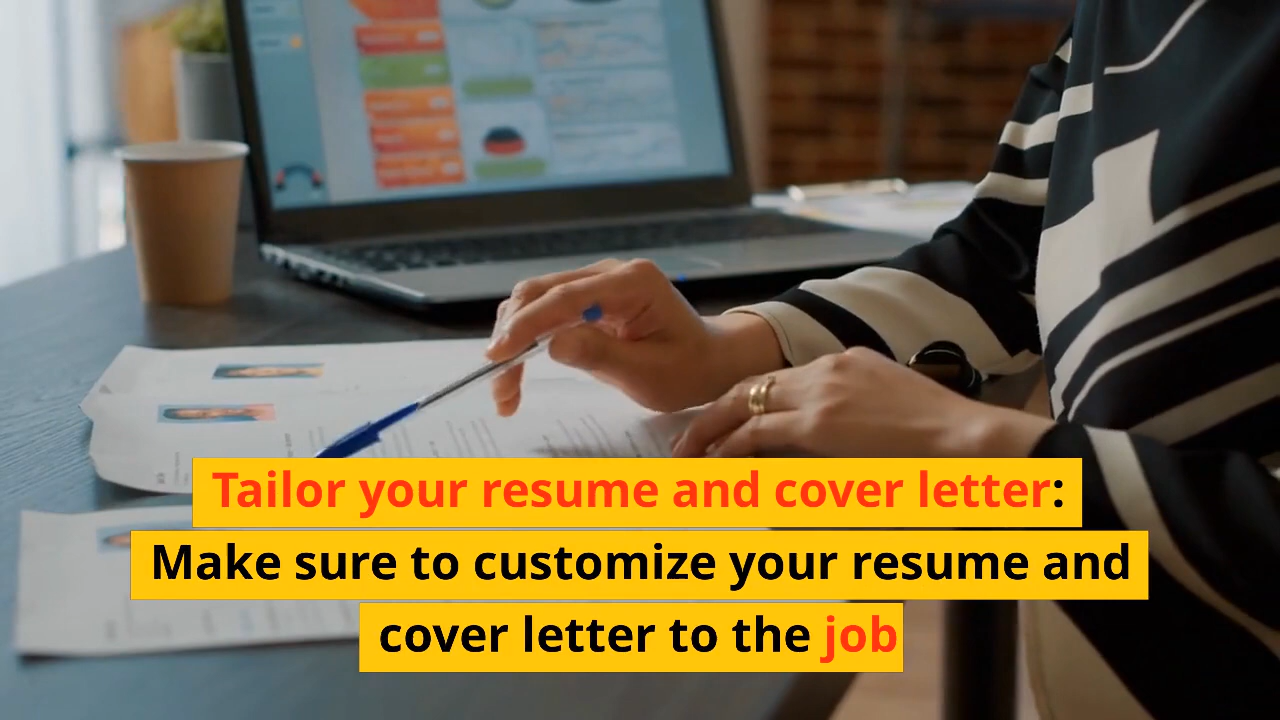 Tailor your resume and cover letter:
Make sure to customize your resume and
cover letter to the job